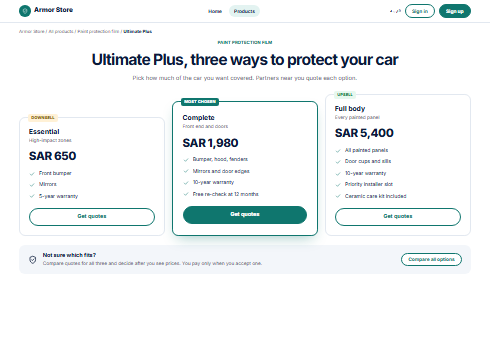 Armor Store
Home
Products
Sign in
Sign up
Armor Store / All products / Paint protection film / Ultimate Plus
PAINT PROTECTION FILM
Ultimate Plus, three ways to protect your car
Pick how much of the car you want covered. Partners near you quote each option.
DOWNSELL
Essential
High-impact zones
SAR 650
Front bumper
Mirrors
5-year warranty
Get quotes
MOST CHOSEN
Complete
Front end and doors
SAR 1,980
Bumper, hood, fenders
Mirrors and door edges
10-year warranty
Free re-check at 12 months
Get quotes
UPSELL
Full body
Every painted panel
SAR 5,400
All painted panels
Door cups and sills
10-year warranty
Priority installer slot
Ceramic care kit included
Get quotes
Not sure which fits?
Compare quotes for all three and decide after you see prices. You pay only when you accept one.
Compare all options